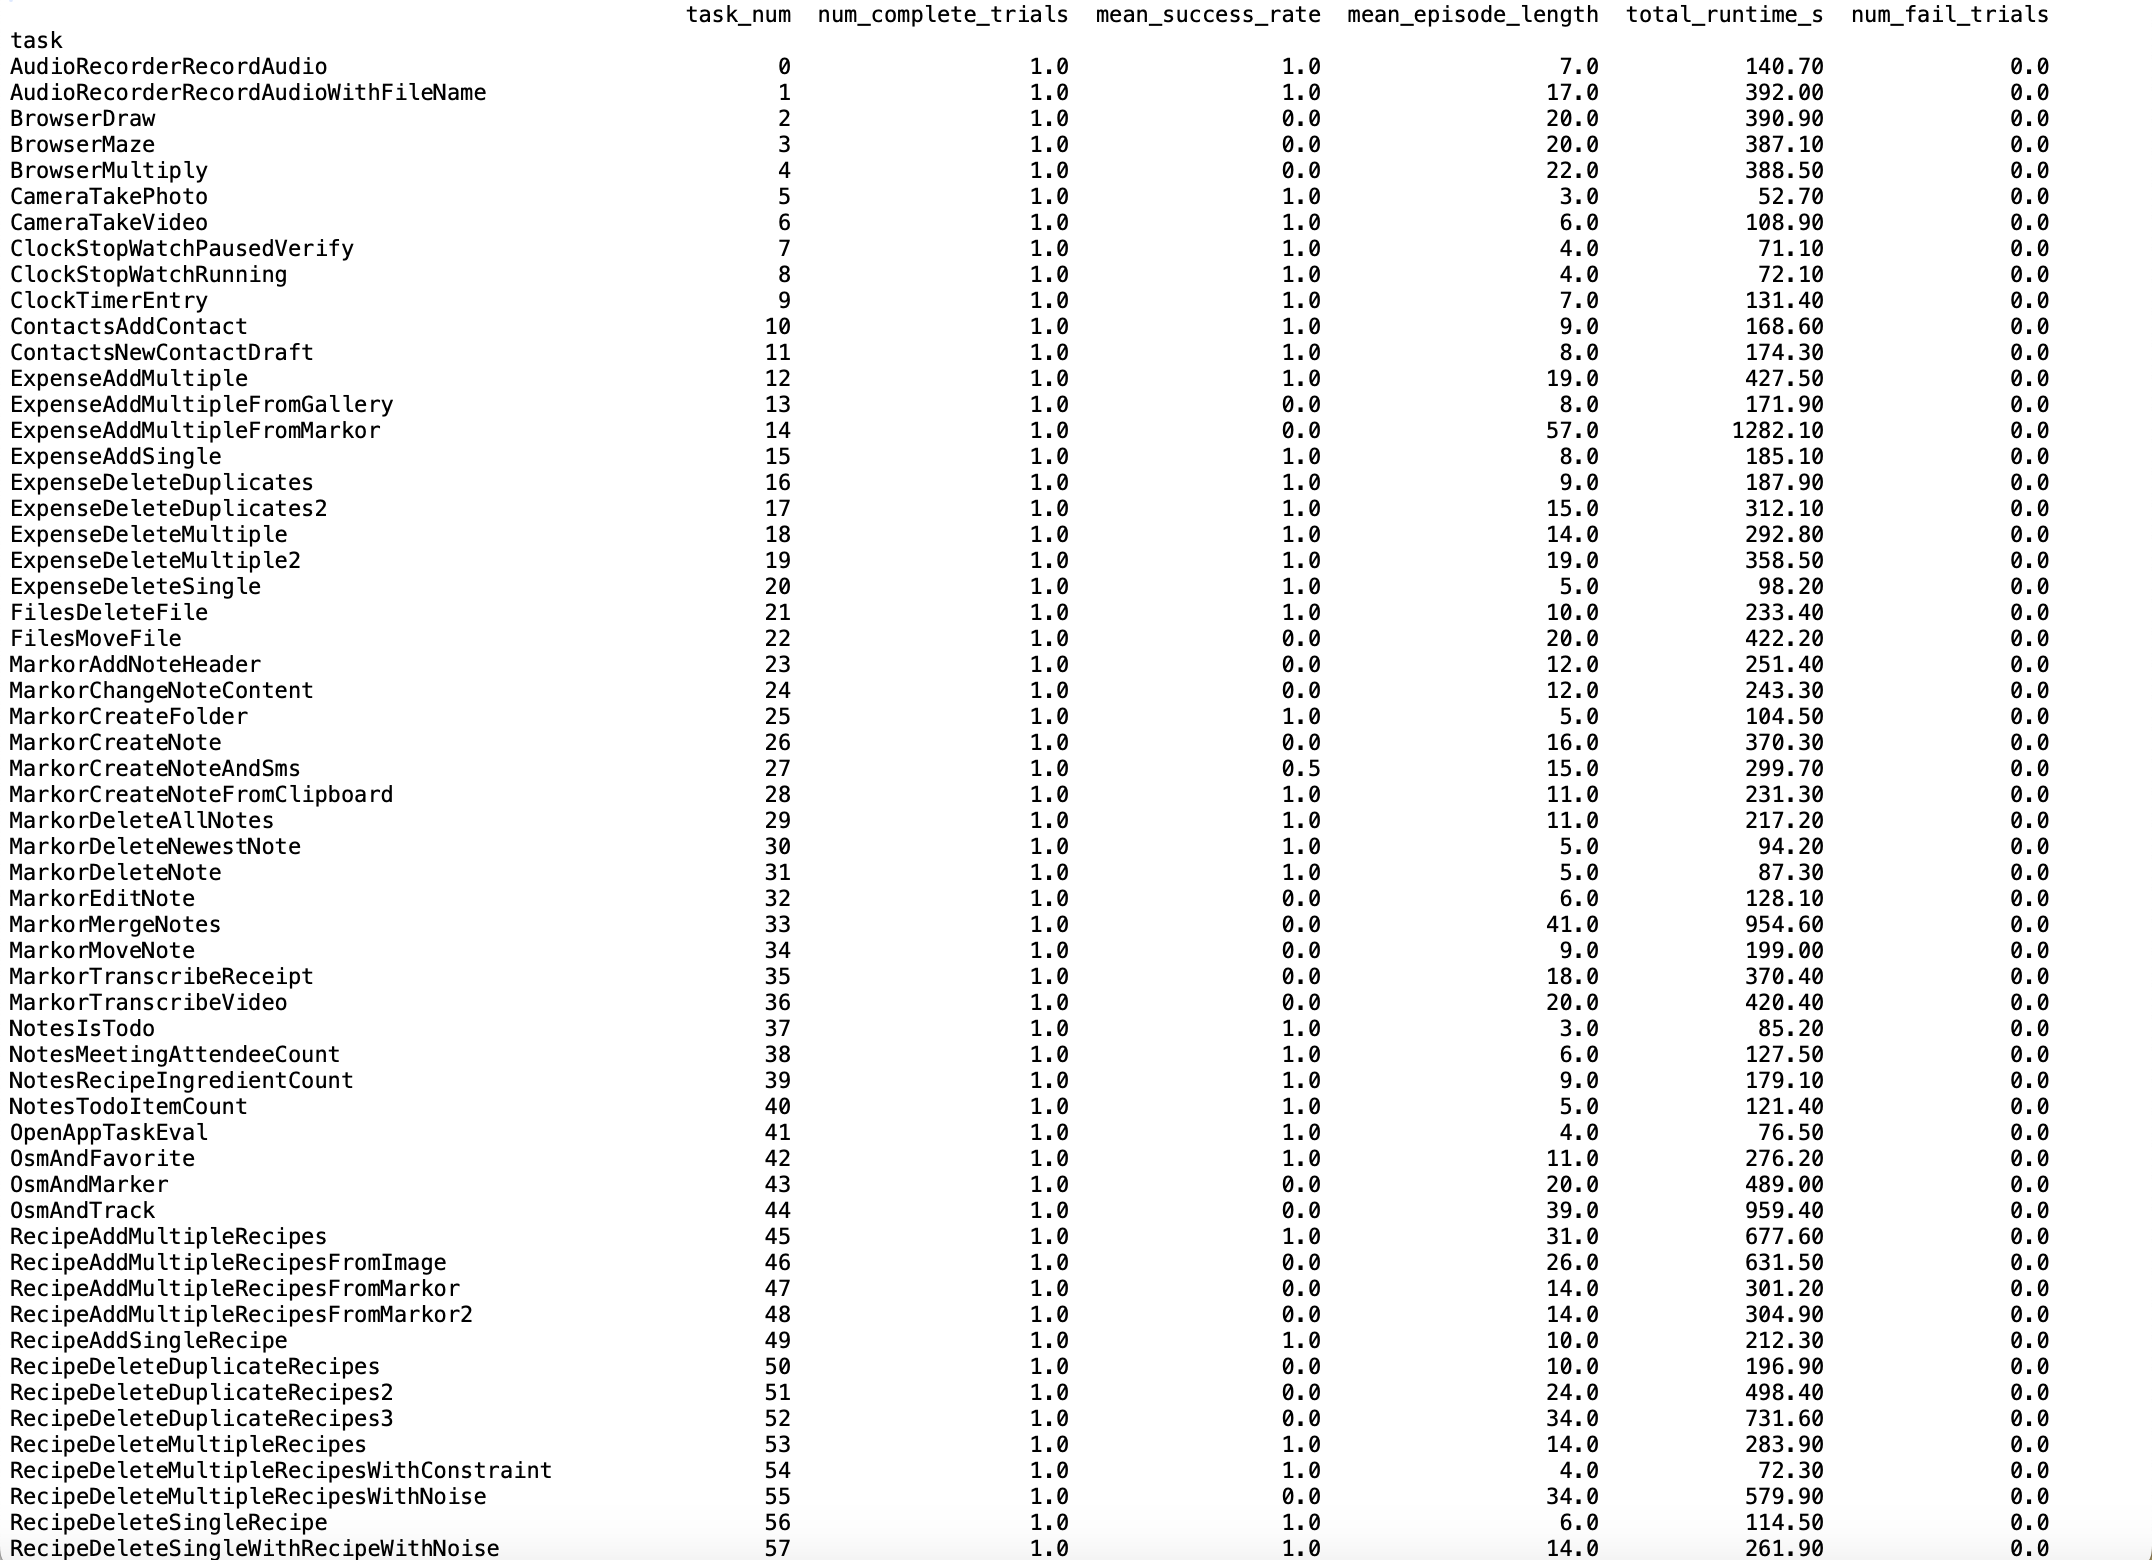 task_num num_complete_trials mean_success_rate mean_episode_length total_runtime_s num_fail_trials
task
AudioRecorderRecordAudio 0 1.0 1.0 7.0 140.70 0.0
AudioRecorderRecordAudioWithFileName 1 1.0 1.0 17.0 392.00 0.0
BrowserDraw 2 1.0 0.0 20.0 390.90 0.0
BrowserMaze 3 1.0 0.0 20.0 387.10 0.0
BrowserMultiply 4 1.0 0.0 22.0 388.50 0.0
CameraTakePhoto 5 1.0 1.0 3.0 52.70 0.0
CameraTakeVideo 6 1.0 1.0 6.0 108.90 0.0
ClockStopWatchPausedVerify 7 1.0 1.0 4.0 71.10 0.0
ClockStopWatchRunning 8 1.0 1.0 4.0 72.10 0.0
ClockTimerEntry 9 1.0 1.0 7.0 131.40 0.0
ContactsAddContact 10 1.0 1.0 9.0 168.60 0.0
ContactsNewContactDraft 11 1.0 1.0 8.0 174.30 0.0
ExpenseAddMultiple 12 1.0 1.0 19.0 427.50 0.0
ExpenseAddMultipleFromGallery 13 1.0 0.0 8.0 171.90 0.0
ExpenseAddMultipleFromMarkor 14 1.0 0.0 57.0 1282.10 0.0
ExpenseAddSingle 15 1.0 1.0 8.0 185.10 0.0
ExpenseDeleteDuplicates 16 1.0 1.0 9.0 187.90 0.0
ExpenseDeleteDuplicates2 17 1.0 1.0 15.0 312.10 0.0
ExpenseDeleteMultiple 18 1.0 1.0 14.0 292.80 0.0
ExpenseDeleteMultiple2 19 1.0 1.0 19.0 358.50 0.0
ExpenseDeleteSingle 20 1.0 1.0 5.0 98.20 0.0
FilesDeleteFile 21 1.0 1.0 10.0 233.40 0.0
FilesMoveFile 22 1.0 0.0 20.0 422.20 0.0
MarkorAddNoteHeader 23 1.0 0.0 12.0 251.40 0.0
MarkorChangeNoteContent 24 1.0 0.0 12.0 243.30 0.0
MarkorCreateFolder 25 1.0 1.0 5.0 104.50 0.0
MarkorCreateNote 26 1.0 0.0 16.0 370.30 0.0
MarkorCreateNoteAndSms 27 1.0 0.5 15.0 299.70 0.0
MarkorCreateNoteFromClipboard 28 1.0 1.0 11.0 231.30 0.0
MarkorDeleteAllNotes 29 1.0 1.0 11.0 217.20 0.0
MarkorDeleteNewestNote 30 1.0 1.0 5.0 94.20 0.0
MarkorDeleteNote 31 1.0 1.0 5.0 87.30 0.0
MarkorEditNote 32 1.0 0.0 6.0 128.10 0.0
MarkorMergeNotes 33 1.0 0.0 41.0 954.60 0.0
MarkorMoveNote 34 1.0 0.0 9.0 199.00 0.0
MarkorTranscribeReceipt 35 1.0 0.0 18.0 370.40 0.0
MarkorTranscribeVideo 36 1.0 0.0 20.0 420.40 0.0
NotesIsTodo 37 1.0 1.0 3.0 85.20 0.0
NotesMeetingAttendeeCount 38 1.0 1.0 6.0 127.50 0.0
NotesRecipeIngredientCount 39 1.0 1.0 9.0 179.10 0.0
NotesTodoItemCount 40 1.0 1.0 5.0 121.40 0.0
OpenAppTaskEval 41 1.0 1.0 4.0 76.50 0.0
OsmAndFavorite 42 1.0 1.0 11.0 276.20 0.0
OsmAndMarker 43 1.0 0.0 20.0 489.00 0.0
OsmAndTrack 44 1.0 0.0 39.0 959.40 0.0
RecipeAddMultipleRecipes 45 1.0 1.0 31.0 677.60 0.0
RecipeAddMultipleRecipesFromImage 46 1.0 0.0 26.0 631.50 0.0
RecipeAddMultipleRecipesFromMarkor 47 1.0 0.0 14.0 301.20 0.0
RecipeAddMultipleRecipesFromMarkor2 48 1.0 0.0 14.0 304.90 0.0
RecipeAddSingleRecipe 49 1.0 1.0 10.0 212.30 0.0
RecipeDeleteDuplicateRecipes 50 1.0 0.0 10.0 196.90 0.0
RecipeDeleteDuplicateRecipes2 51 1.0 0.0 24.0 498.40 0.0
RecipeDeleteDuplicateRecipes3 52 1.0 0.0 34.0 731.60 0.0
RecipeDeleteMultipleRecipes 53 1.0 1.0 14.0 283.90 0.0
RecipeDeleteMultipleRecipesWithConstraint 54 1.0 1.0 4.0 72.30 0.0
RecipeDeleteMultipleRecipesWithNoise 55 1.0 0.0 34.0 579.90 0.0
RecipeDeleteSingleRecipe 56 1.0 1.0 6.0 114.50 0.0
RecipeDeleteSingleWithRecipeWithNoise 57 1.0 1.0 14.0 261.90 0.0